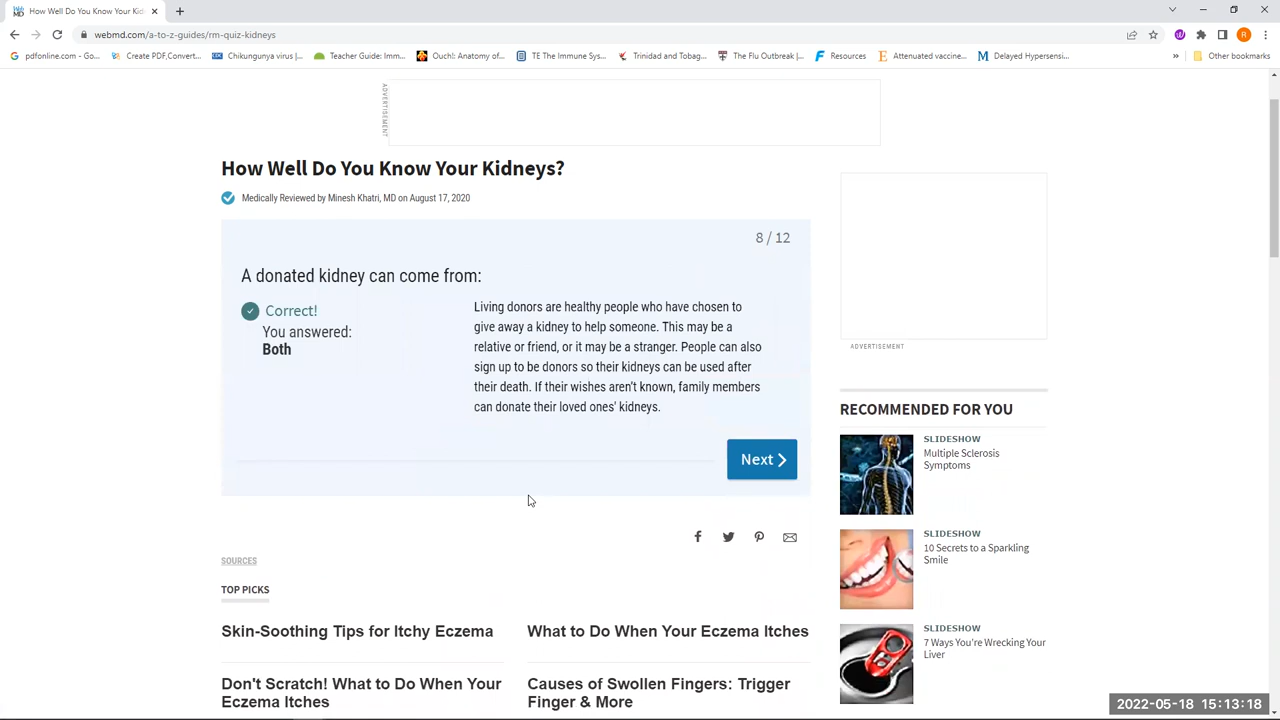 How Well Do You Know Your Kid
webmd.com/a-to-z-guides/rm-quiz-kidneys
R
pdfonline.com - Go...
Create PDF,Convert...
Chikungunya virus |...
Teacher Guide: Imm...
Ouch!: Anatomy of...
TE The Immune Sys...
Trinidad and Tobag...
The Flu Outbreak |...
Resources
Attenuated vaccine...
Delayed Hypersensi...
»
Other bookmarks
ADVERTISEMENT
How Well Do You Know Your Kidneys?
Medically Reviewed by Minesh Khatri, MD on August 17, 2020
8 / 12
A donated kidney can come from:
Correct!
You answered:
Both
Living donors are healthy people who have chosen to
give away a kidney to help someone. This may be a
relative or friend, or it may be a stranger. People can also
sign up to be donors so their kidneys can be used after
their death. If their wishes aren't known, family members
can donate their loved ones' kidneys.
Next
SOURCES
TOP PICKS
Skin-Soothing Tips for Itchy Eczema
What to Do When Your Eczema Itches
Don't Scratch! What to Do When Your
Eczema Itches
Causes of Swollen Fingers: Trigger
Finger & More
ADVERTISEMENT
RECOMMENDED FOR YOU
SLIDESHOW
Multiple Sclerosis
Symptoms
SLIDESHOW
10 Secrets to a Sparkling
Smile
SLIDESHOW
7 Ways You're Wrecking Your
Liver
2022-05-18 15:13:18